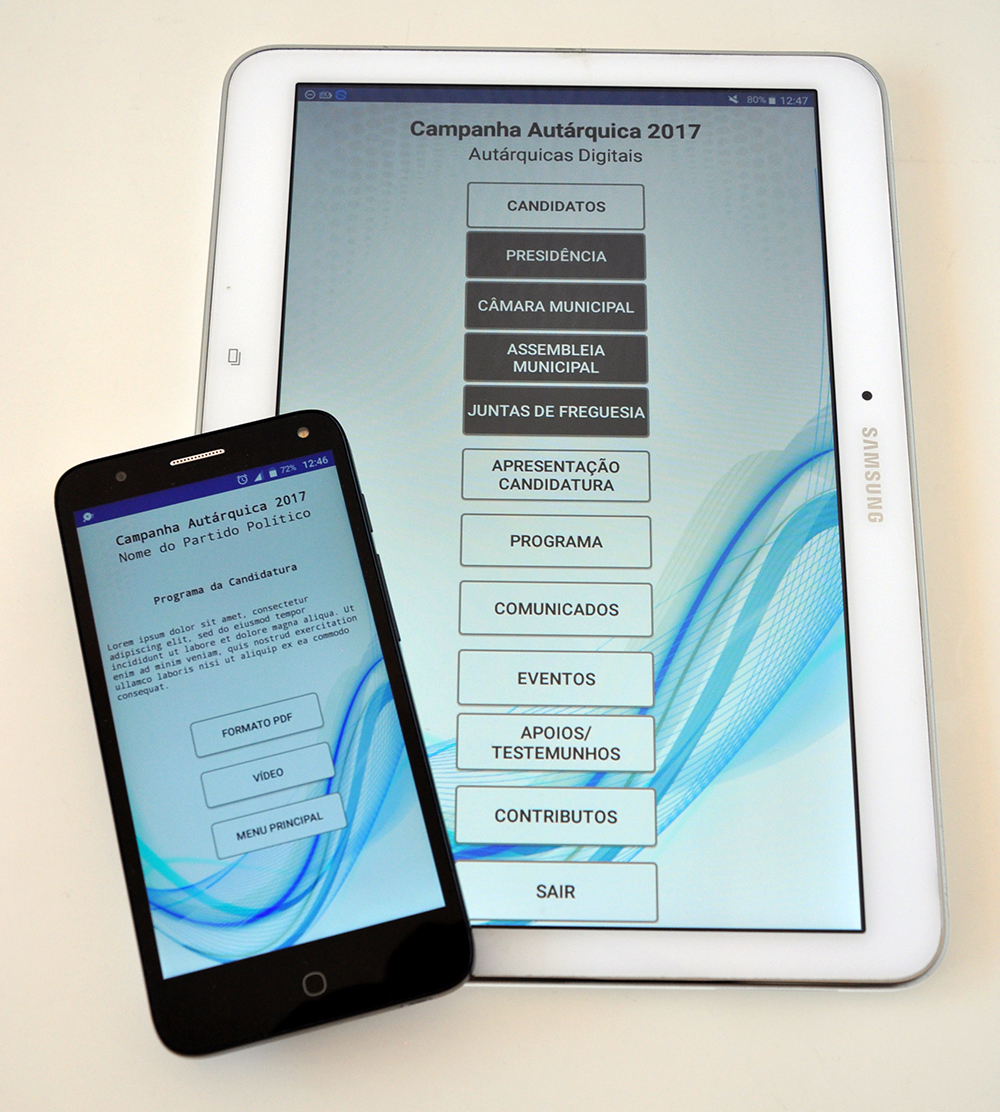 80% 12:47
Campanha Autárquica 2017
Autárquicas Digitais
CANDIDATOS
PRESIDÊNCIA
CÂMARA MUNICIPAL
ASSEMBLEIA
MUNICIPAL
JUNTAS DE FREGUESIA
APRESENTAÇÃO
CANDIDATURA
PROGRAMA
COMUNICADOS
EVENTOS
APOIOS/
TESTEMUNHOS
CONTRIBUTOS
SAIR
SAMSUNG
72% 12:46
Campanha Autárquica 2017
Nome do Partido Político
Programa da Candidatura
Lorem ipsum dolor sit amet, consectetur
adipiscing elit, sed do eiusmod tempor
incididunt ut labore et dolore magna aliqua. Ut
enim ad minim veniam, quis nostrud exercitation
ullamco laboris nisi ut aliquip ex ea commodo
consequat.
FORMATO PDF
VÍDEO
MENU PRINCIPAL